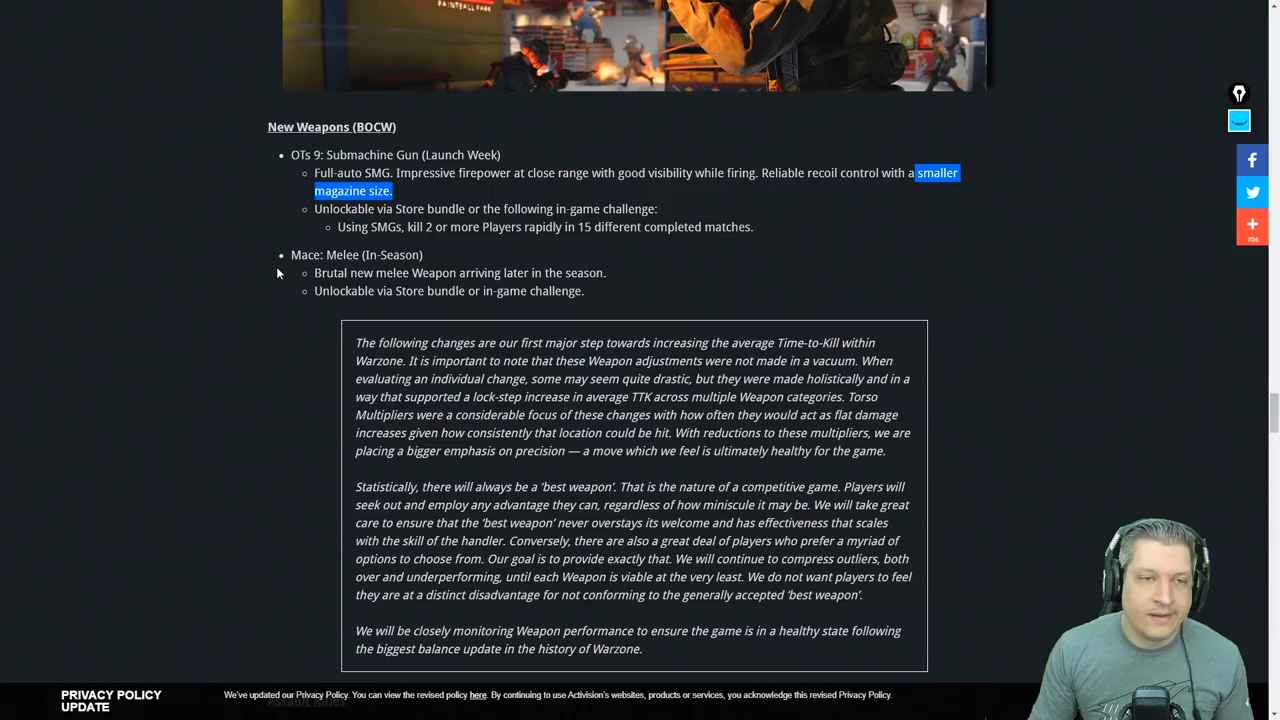 PAINTBALL PARK
New Weapons (BOCW)
OTs 9: Submachine Gun (Launch Week)
Full-auto SMG. Impressive firepower at close range with good visibility while firing. Reliable recoil control with a smaller
magazine size.
Unlockable via Store bundle or the following in-game challenge:
Using SMGs, kill 2 or more Players rapidly in 15 different completed matches.
Mace: Melee (In-Season)
Brutal new melee Weapon arriving later in the season.
Unlockable via Store bundle or in-game challenge.
704
The following changes are our first major step towards increasing the average Time-to-Kill within
Warzone. It is important to note that these Weapon adjustments were not made in a vacuum. When
evaluating an individual change, some may seem quite drastic, but they were made holistically and in a
way that supported a lock-step increase in average TTK across multiple Weapon categories. Torso
Multipliers were a considerable focus of these changes with how often they would act as flat damage
increases given how consistently that location could be hit. With reductions to these multipliers, we are
placing a bigger emphasis on precision — a move which we feel is ultimately healthy for the game.
Statistically, there will always be a ‘best weapon’. That is the nature of a competitive game. Players will
seek out and employ any advantage they can, regardless of how miniscule it may be. We will take great
care to ensure that the ‘best weapon’ never overstays its welcome and has effectiveness that scales
with the skill of the handler. Conversely, there are also a great deal of players who prefer a myriad of
options to choose from. Our goal is to provide exactly that. We will continue to compress outliers, both
over and underperforming, until each Weapon is viable at the very least. We do not want players to feel
they are at a distinct disadvantage for not conforming to the generally accepted ‘best weapon’.
We will be closely monitoring Weapon performance to ensure the game is in a healthy state following
the biggest balance update in the history of Warzone.
PRIVACY POLICY
UPDATE
We've updated our Privacy Policy. You can view the revised policy here. By continuing to use Activision's websites, products or services, you acknowledge this revised Privacy Policy.
Assault Rifles